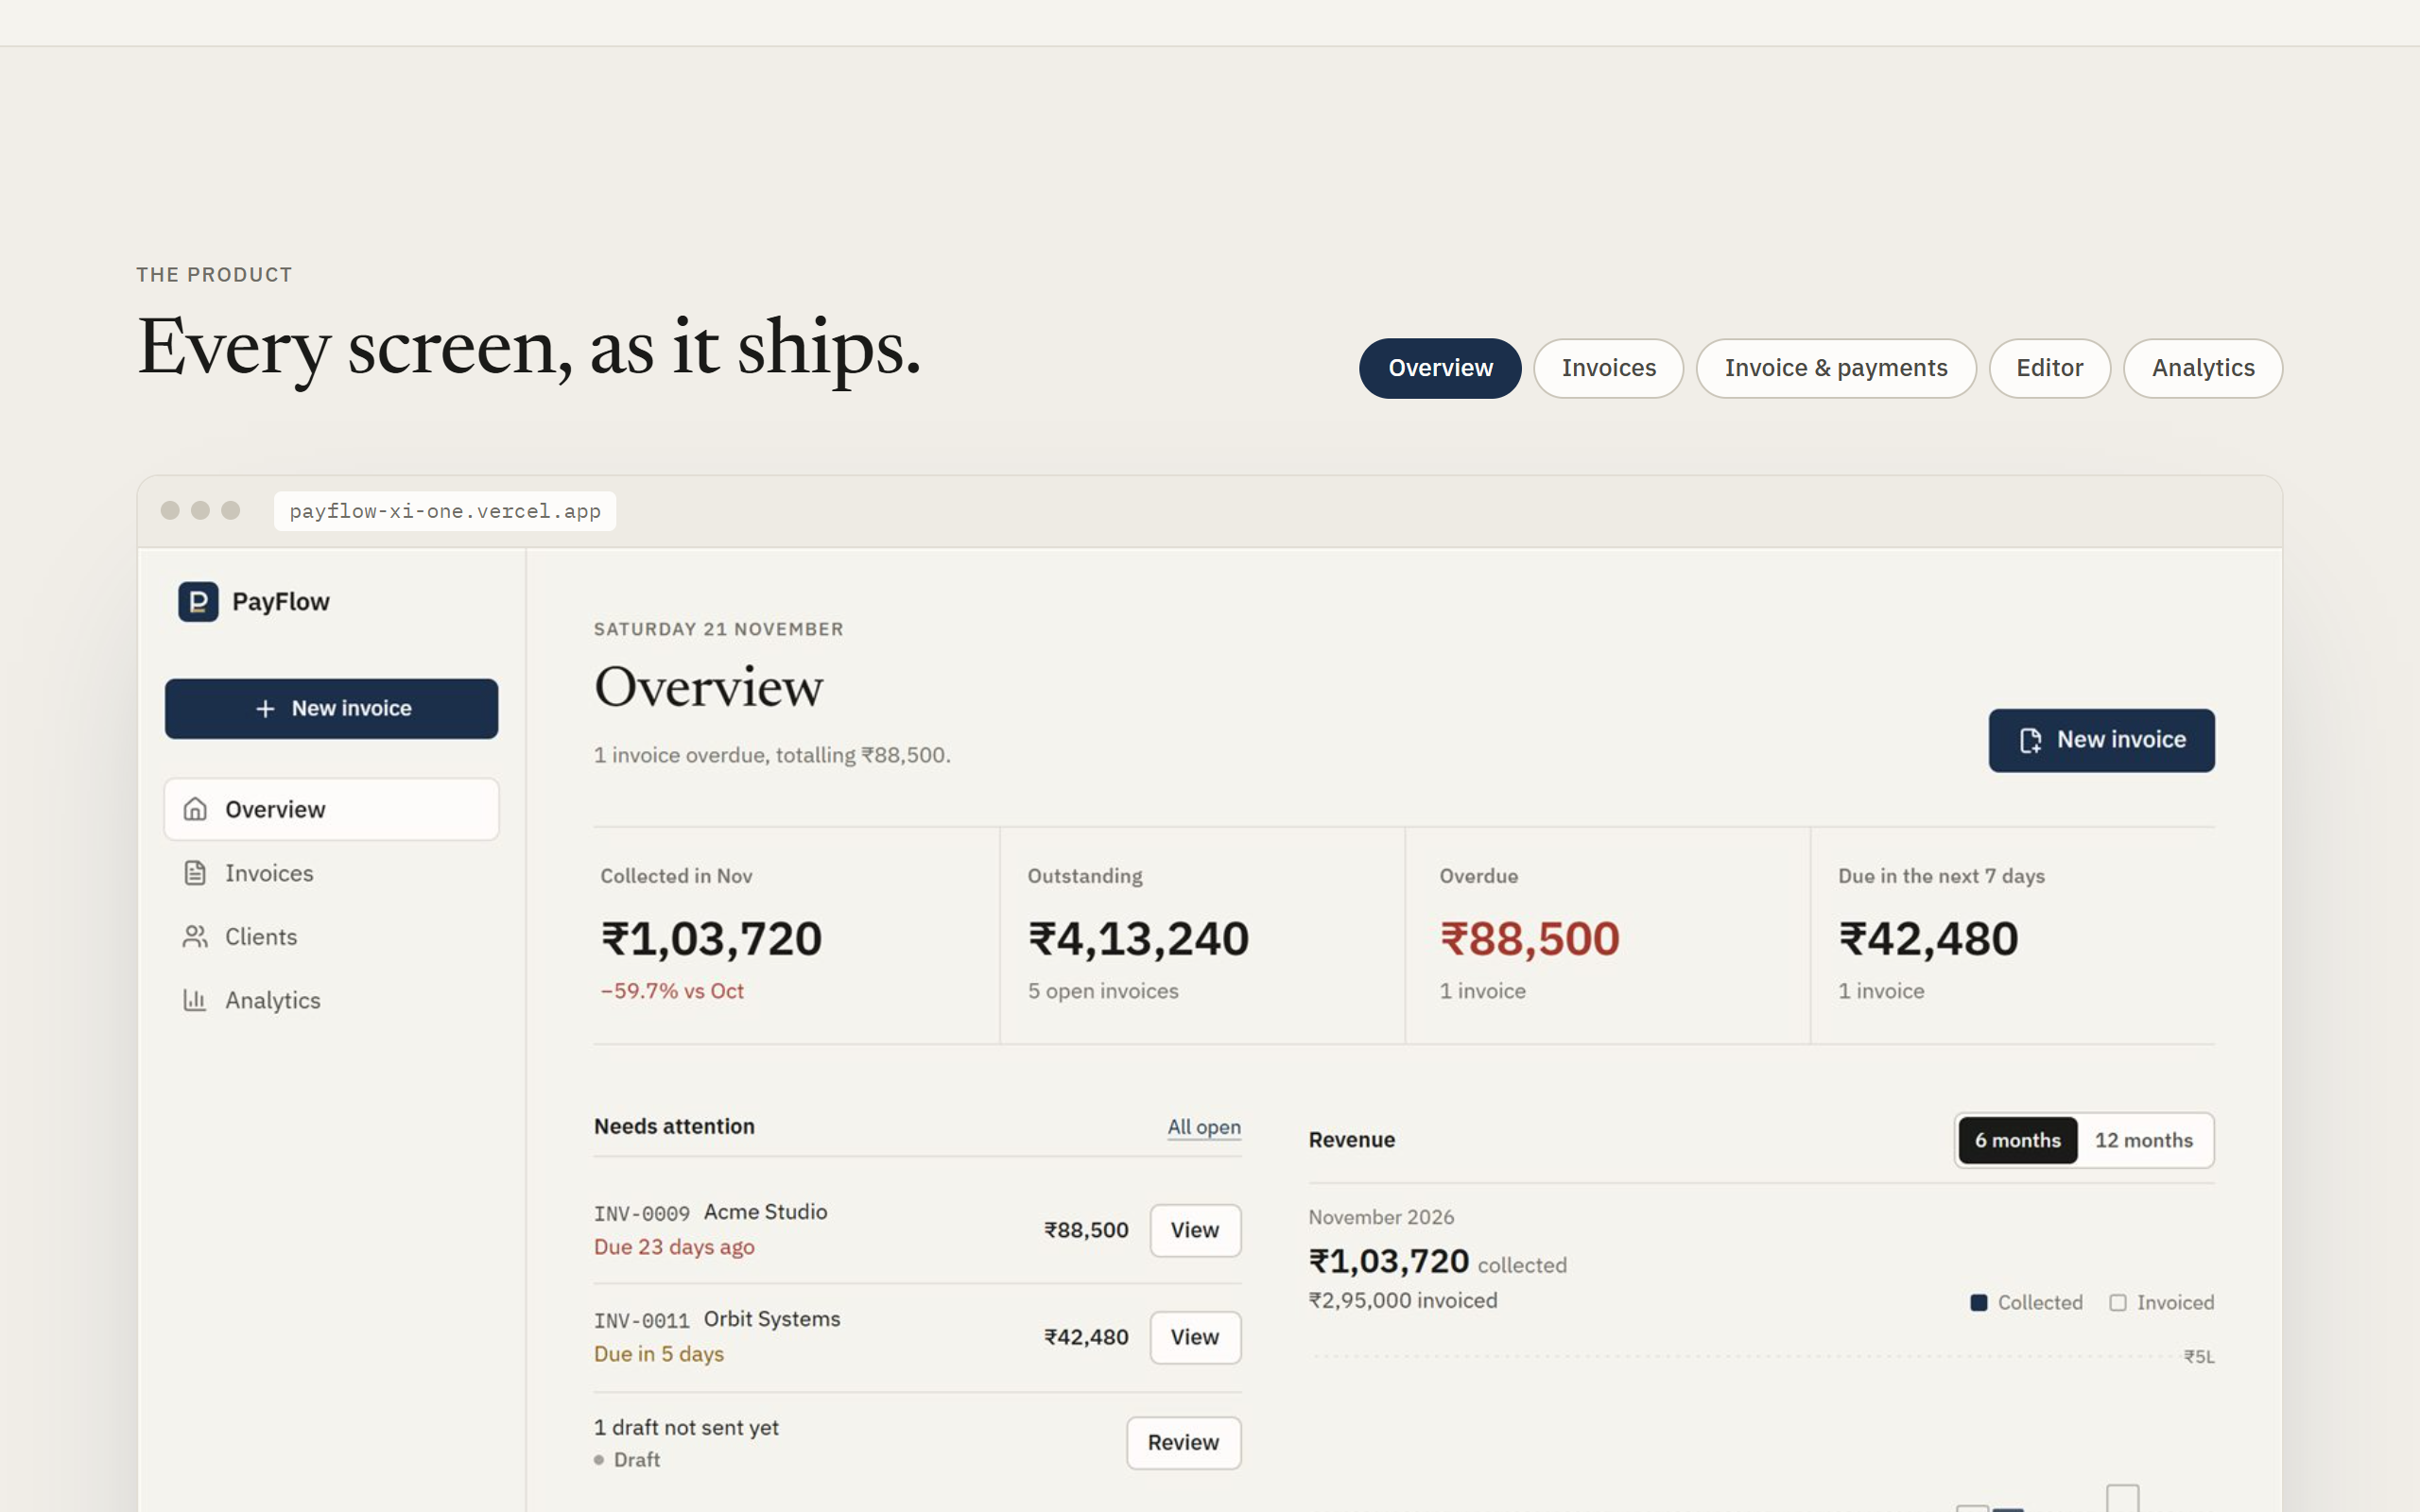 THE PRODUCT
Every screen, as it ships.
Overview
Invoices
Invoice & payments
Editor
Analytics
payflow-xi-one.vercel.app
PayFlow
New invoice
Overview
Invoices
Clients
Analytics
SATURDAY 21 NOVEMBER
Overview
1 invoice overdue, totalling ₹88,500.
New invoice
Collected in Nov
₹1,03,720
−59.7% vs Oct
Outstanding
₹4,13,240
5 open invoices
Overdue
₹88,500
1 invoice
Due in the next 7 days
₹42,480
1 invoice
Needs attention
All open
INV-0009 Acme Studio
Due 23 days ago
₹88,500
View
INV-0011 Orbit Systems
Due in 5 days
₹42,480
View
1 draft not sent yet
Draft
Review
Revenue
6 months
12 months
November 2026
₹1,03,720 collected
₹2,95,000 invoiced
Collected
Invoiced
₹5L